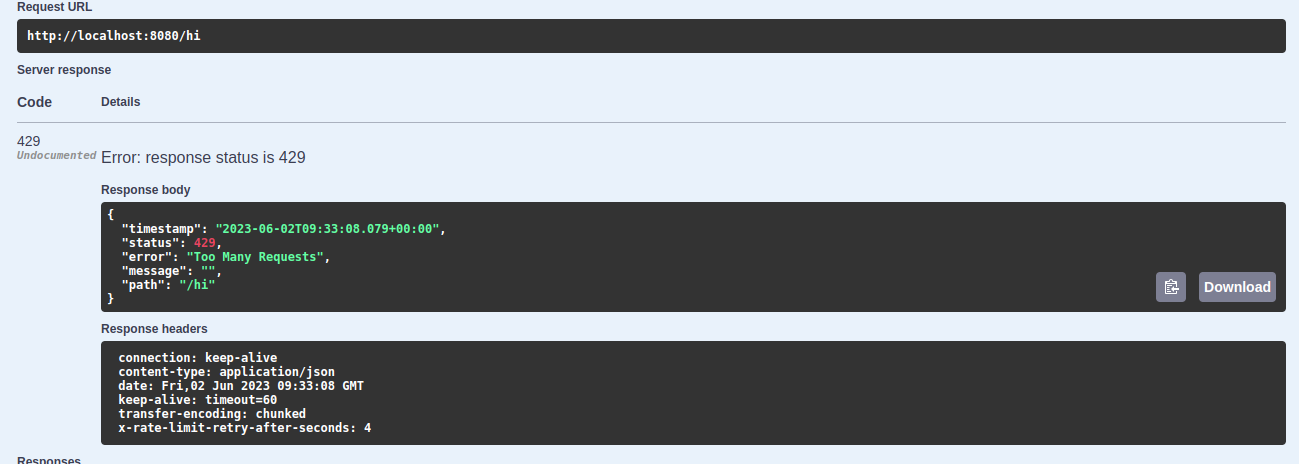 Request URL
http://localhost:8080/hi
Server response
Code Details
429
Undocumented Error: response status is 429
Response body
{
"timestamp": "2023-06-02T09:33:08.079+00:00",
"status": 429,
"error": "Too Many Requests",
"message": "",
"path": "/hi"
}
Download
Response headers
connection: keep-alive
content-type: application/json
date: Fri,02 Jun 2023 09:33:08 GMT
keep-alive: timeout=60
transfer-encoding: chunked
x-rate-limit-retry-after-seconds: 4
Responses